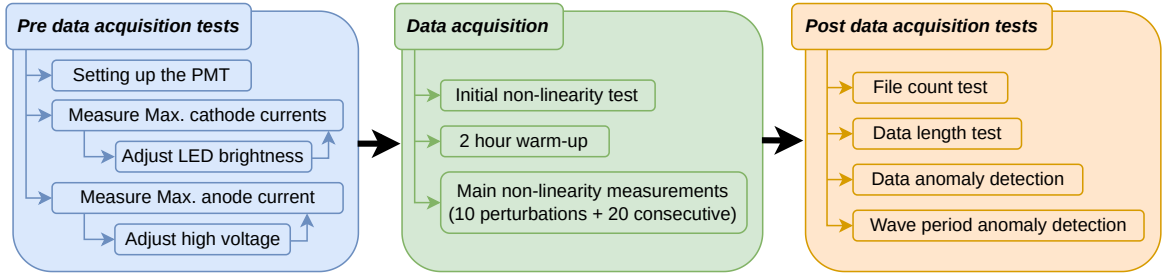 Pre data acquisition tests
Setting up the PMT
Measure Max. cathode currents
Adjust LED brightness
Measure Max. anode current
Adjust high voltage
Data acquisition
Initial non-linearity test
2 hour warm-up
Main non-linearity measurements
(10 perturbations + 20 consecutive)
Post data acquisition tests
File count test
Data length test
Data anomaly detection
Wave period anomaly detection